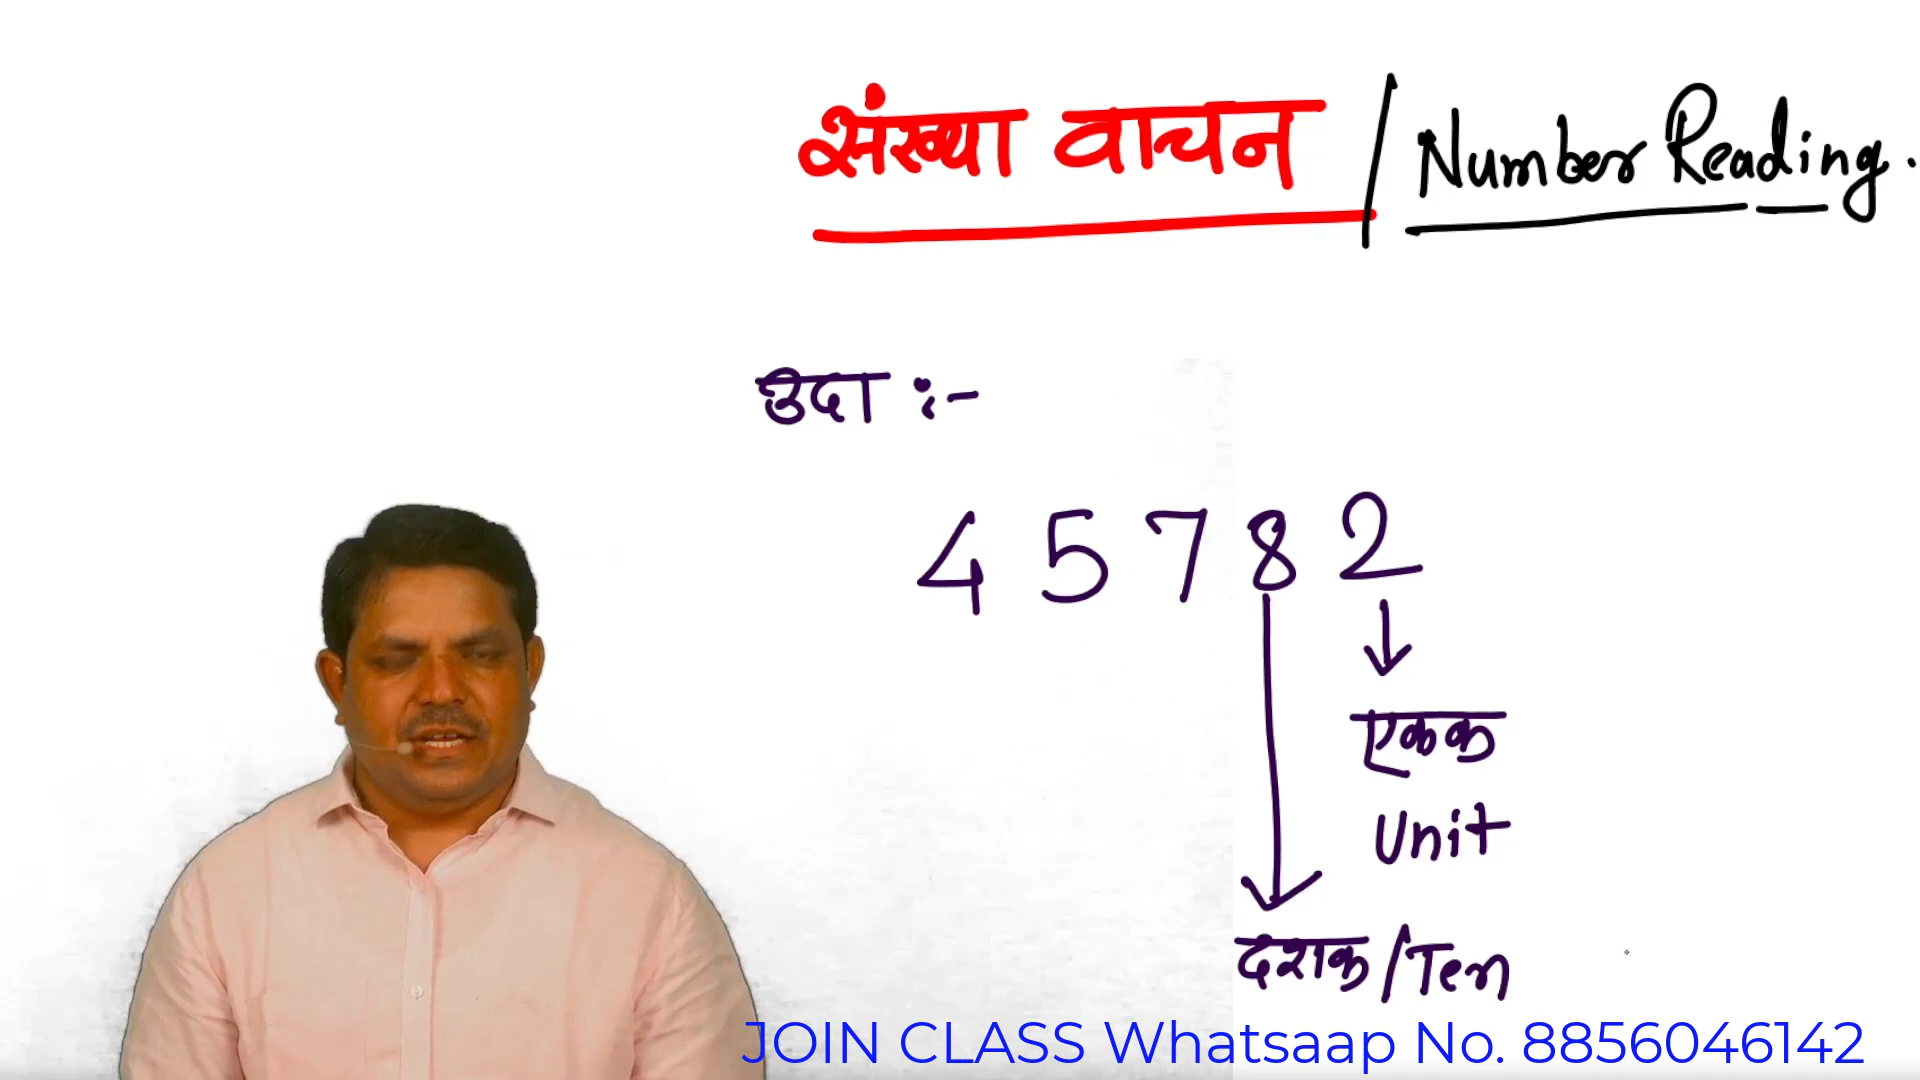 संख्या वाचन / Number Reading.
उदा :-
4 5 7 8 2
एकक
Unit
दशक / Ten
JOIN CLASS Whatsaap No. 8856046142